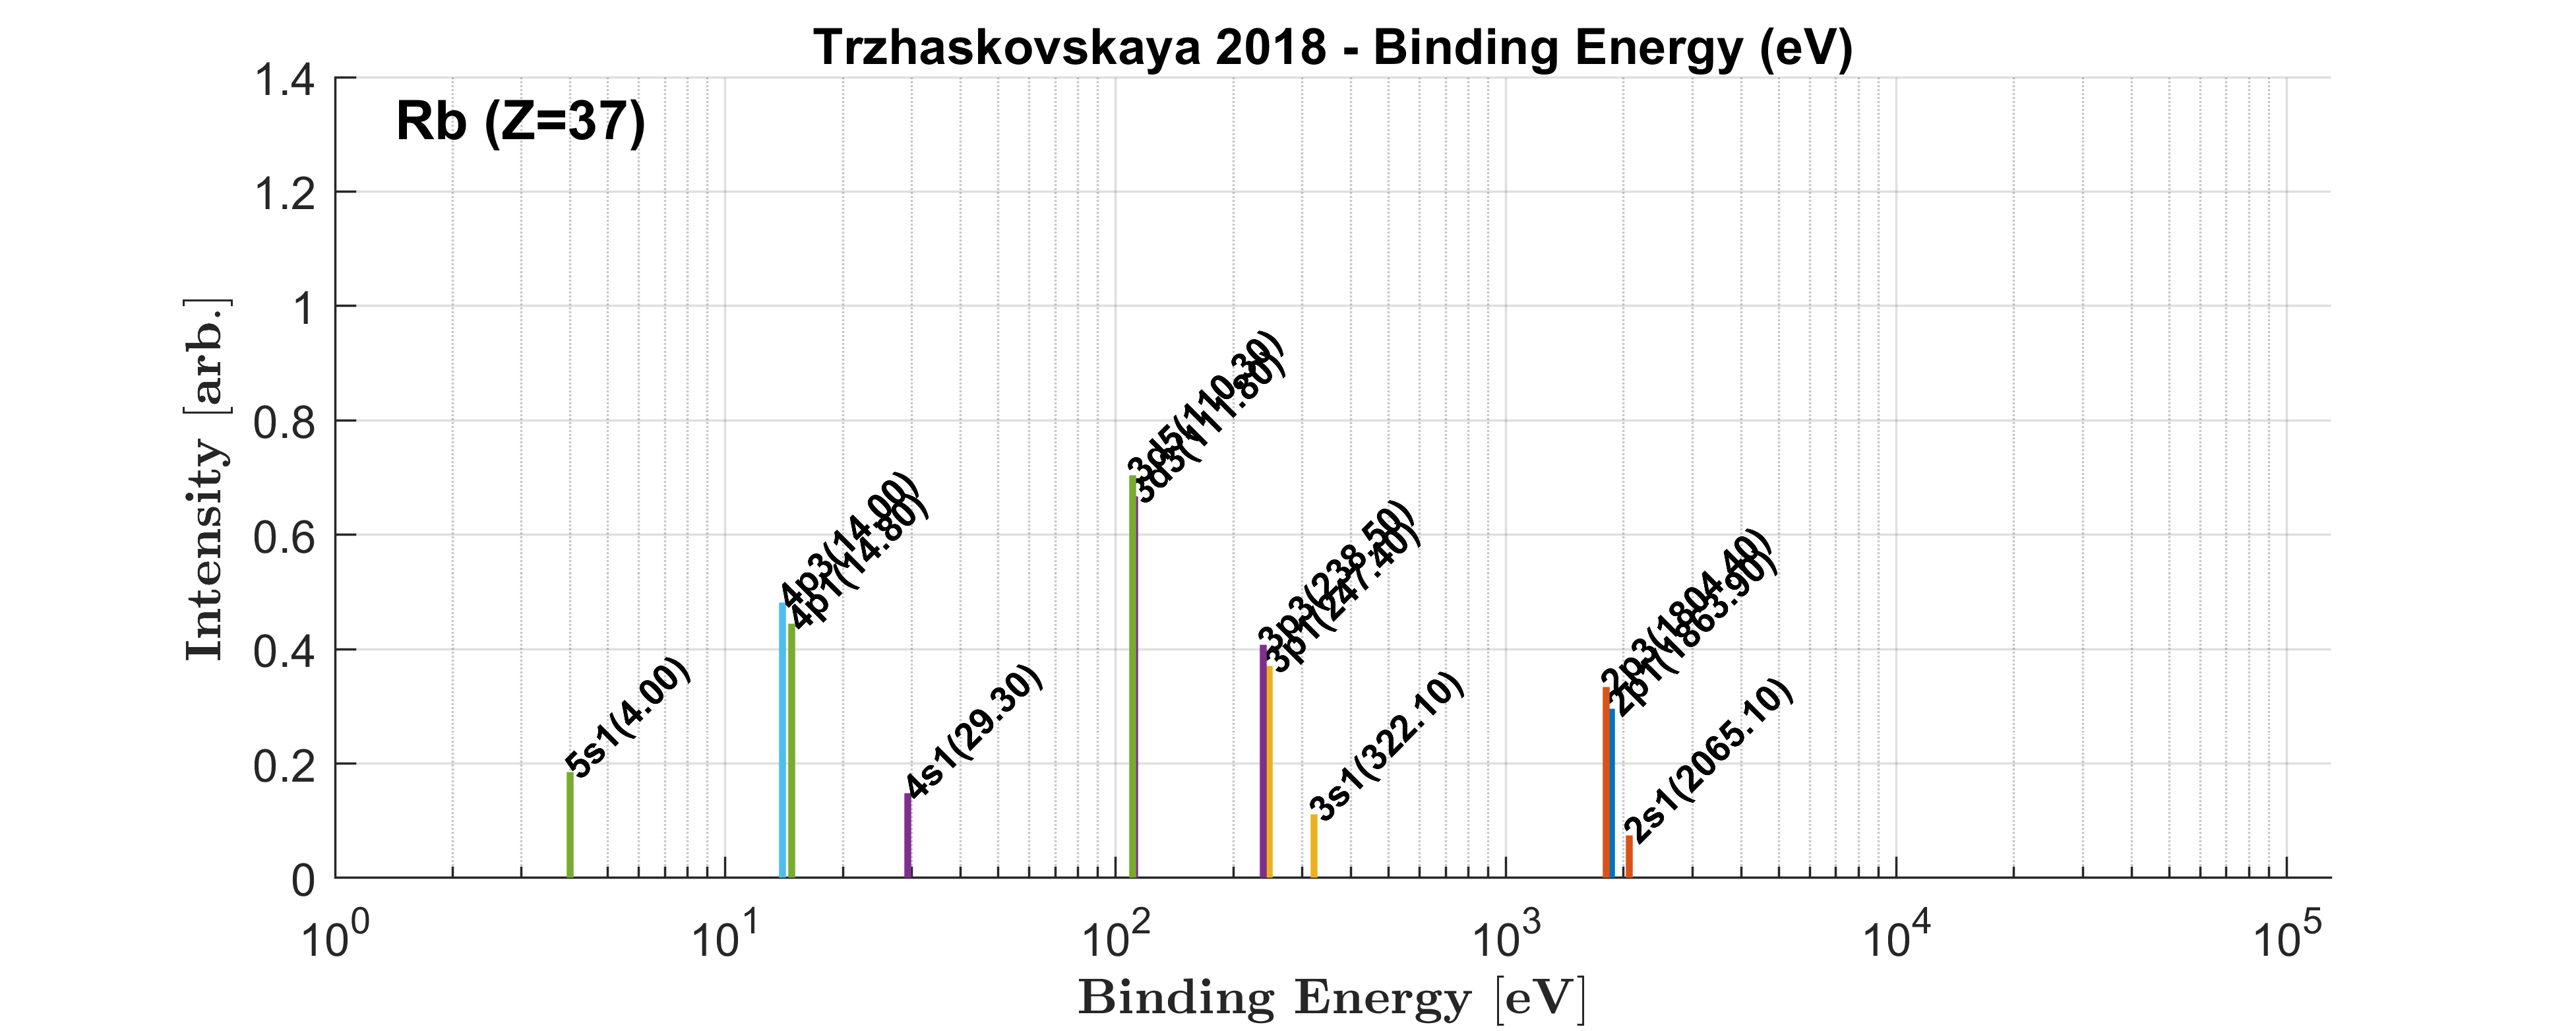 Trzhaskovskaya 2018 - Binding Energy (eV)
Rb (Z=37)
1.4
1.2
1
0.8
0.6
0.4
0.2
0
Intensity [arb.]
5s1(4.00)
4p3(14.00)
4p1(14.80)
4s1(29.30)
3d5(110.30)
3d3(111.80)
3p3(238.50)
3p1(247.40)
3s1(322.10)
2p3(1804.40)
2p1(1863.90)
2s1(2065.10)
10^0 10^1 10^2 10^3 10^4 10^5
Binding Energy [eV]